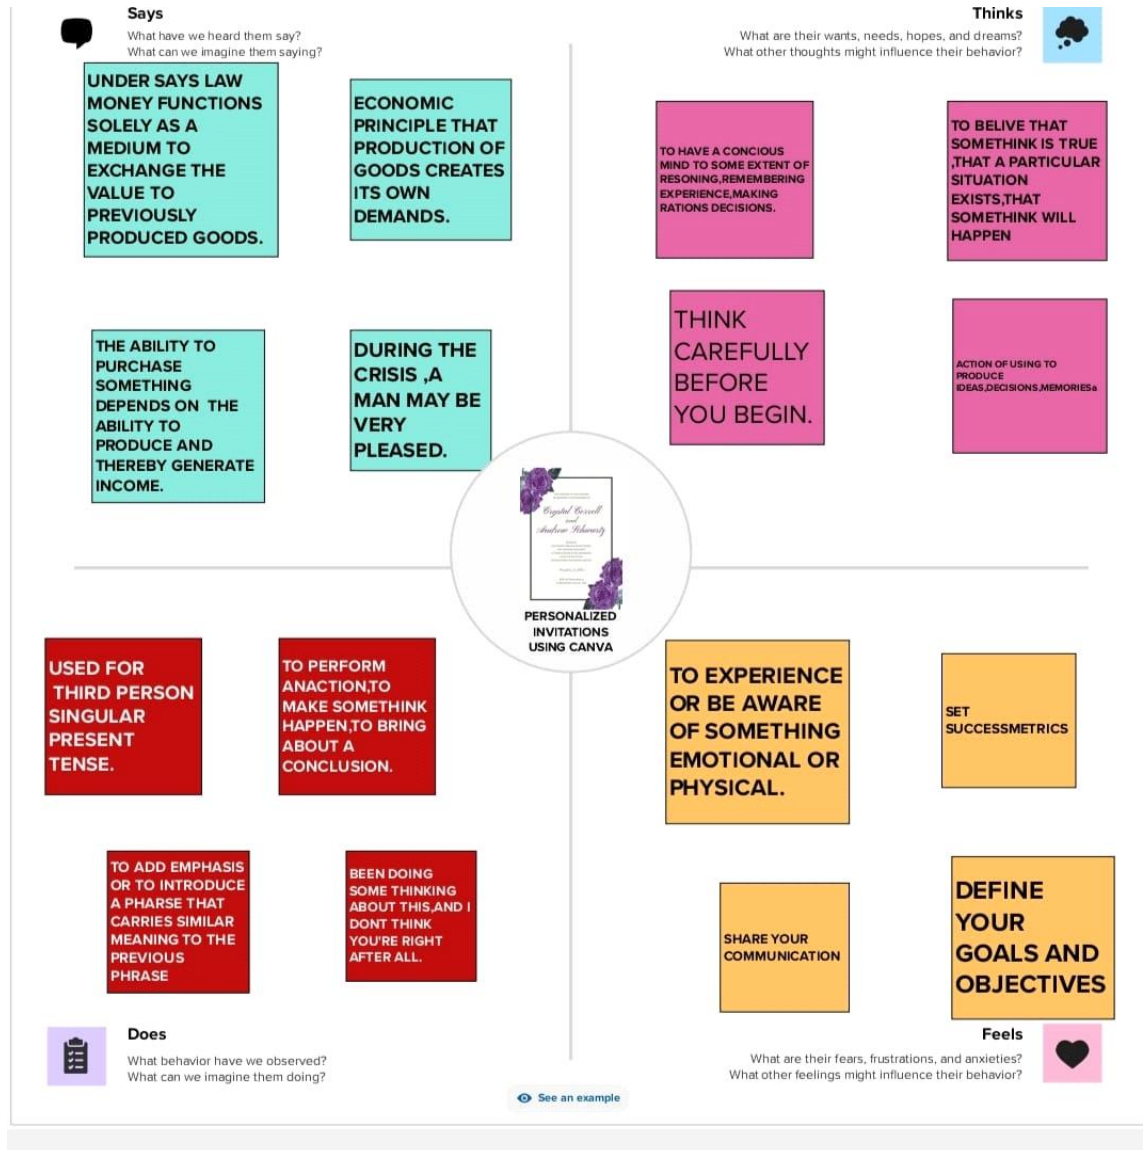 Says
What have we heard them say?
What can we imagine them saying?
UNDER SAYS LAW
MONEY FUNCTIONS
SOLELY AS A
MEDIUM TO
EXCHANGE THE
VALUE TO
PREVIOUSLY
PRODUCED GOODS.
ECONOMIC
PRINCIPLE THAT
PRODUCTION OF
GOODS CREATES
ITS OWN
DEMANDS.
THE ABILITY TO
PURCHASE
SOMETHING
DEPENDS ON THE
ABILITY TO
PRODUCE AND
THEREBY GENERATE
INCOME.
DURING THE
CRISIS ,A
MAN MAY BE
VERY
PLEASED.
Thinks
What are their wants, needs, hopes, and dreams?
What other thoughts might influence their behavior?
TO HAVE A CONCIOUS
MIND TO SOME EXTENT OF
RESONING,REMEMBERING
EXPERIENCE,MAKING
RATIONS DECISIONS.
TO BELIVE THAT
SOMETHINK IS TRUE
,THAT A PARTICULAR
SITUATION
EXISTS,THAT
SOMETHINK WILL
HAPPEN
THINK
CAREFULLY
BEFORE
YOU BEGIN.
ACTION OF USING TO
PRODUCE
IDEAS,DECISIONS,MEMORIESa
Crystal Correll
and
Andrew Schwartz
PERSONALIZED
INVITATIONS
USING CANVA
USED FOR
THIRD PERSON
SINGULAR
PRESENT
TENSE.
TO PERFORM
ANACTION,TO
MAKE SOMETHINK
HAPPEN,TO BRING
ABOUT A
CONCLUSION.
TO ADD EMPHASIS
OR TO INTRODUCE
A PHARSE THAT
CARRIES SIMILAR
MEANING TO THE
PREVIOUS
PHRASE
BEEN DOING
SOME THINKING
ABOUT THIS,AND I
DONT THINK
YOU'RE RIGHT
AFTER ALL.
Does
What behavior have we observed?
What can we imagine them doing?
TO EXPERIENCE
OR BE AWARE
OF SOMETHING
EMOTIONAL OR
PHYSICAL.
SET
SUCCESSMETRICS
SHARE YOUR
COMMUNICATION
DEFINE
YOUR
GOALS AND
OBJECTIVES
Feels
What are their fears, frustrations, and anxieties?
What other feelings might influence their behavior?
See an example